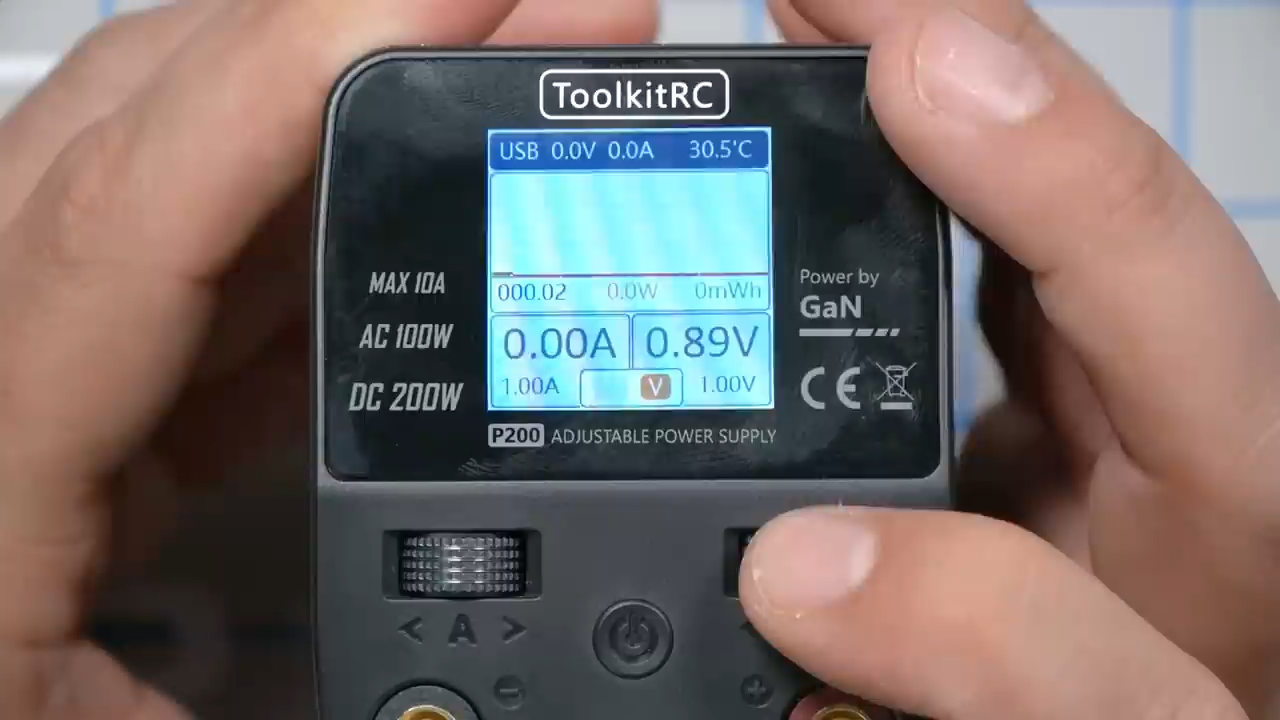 ToolkitRC
USB 0.0V 0.0A 30.5'C
000.02 0.0W 0mWh
0.00A 0.89V
1.00A V 1.00V
MAX 10A
AC 100W
DC 200W
Power by
GaN
CE
P200 ADJUSTABLE POWER SUPPLY
< A >